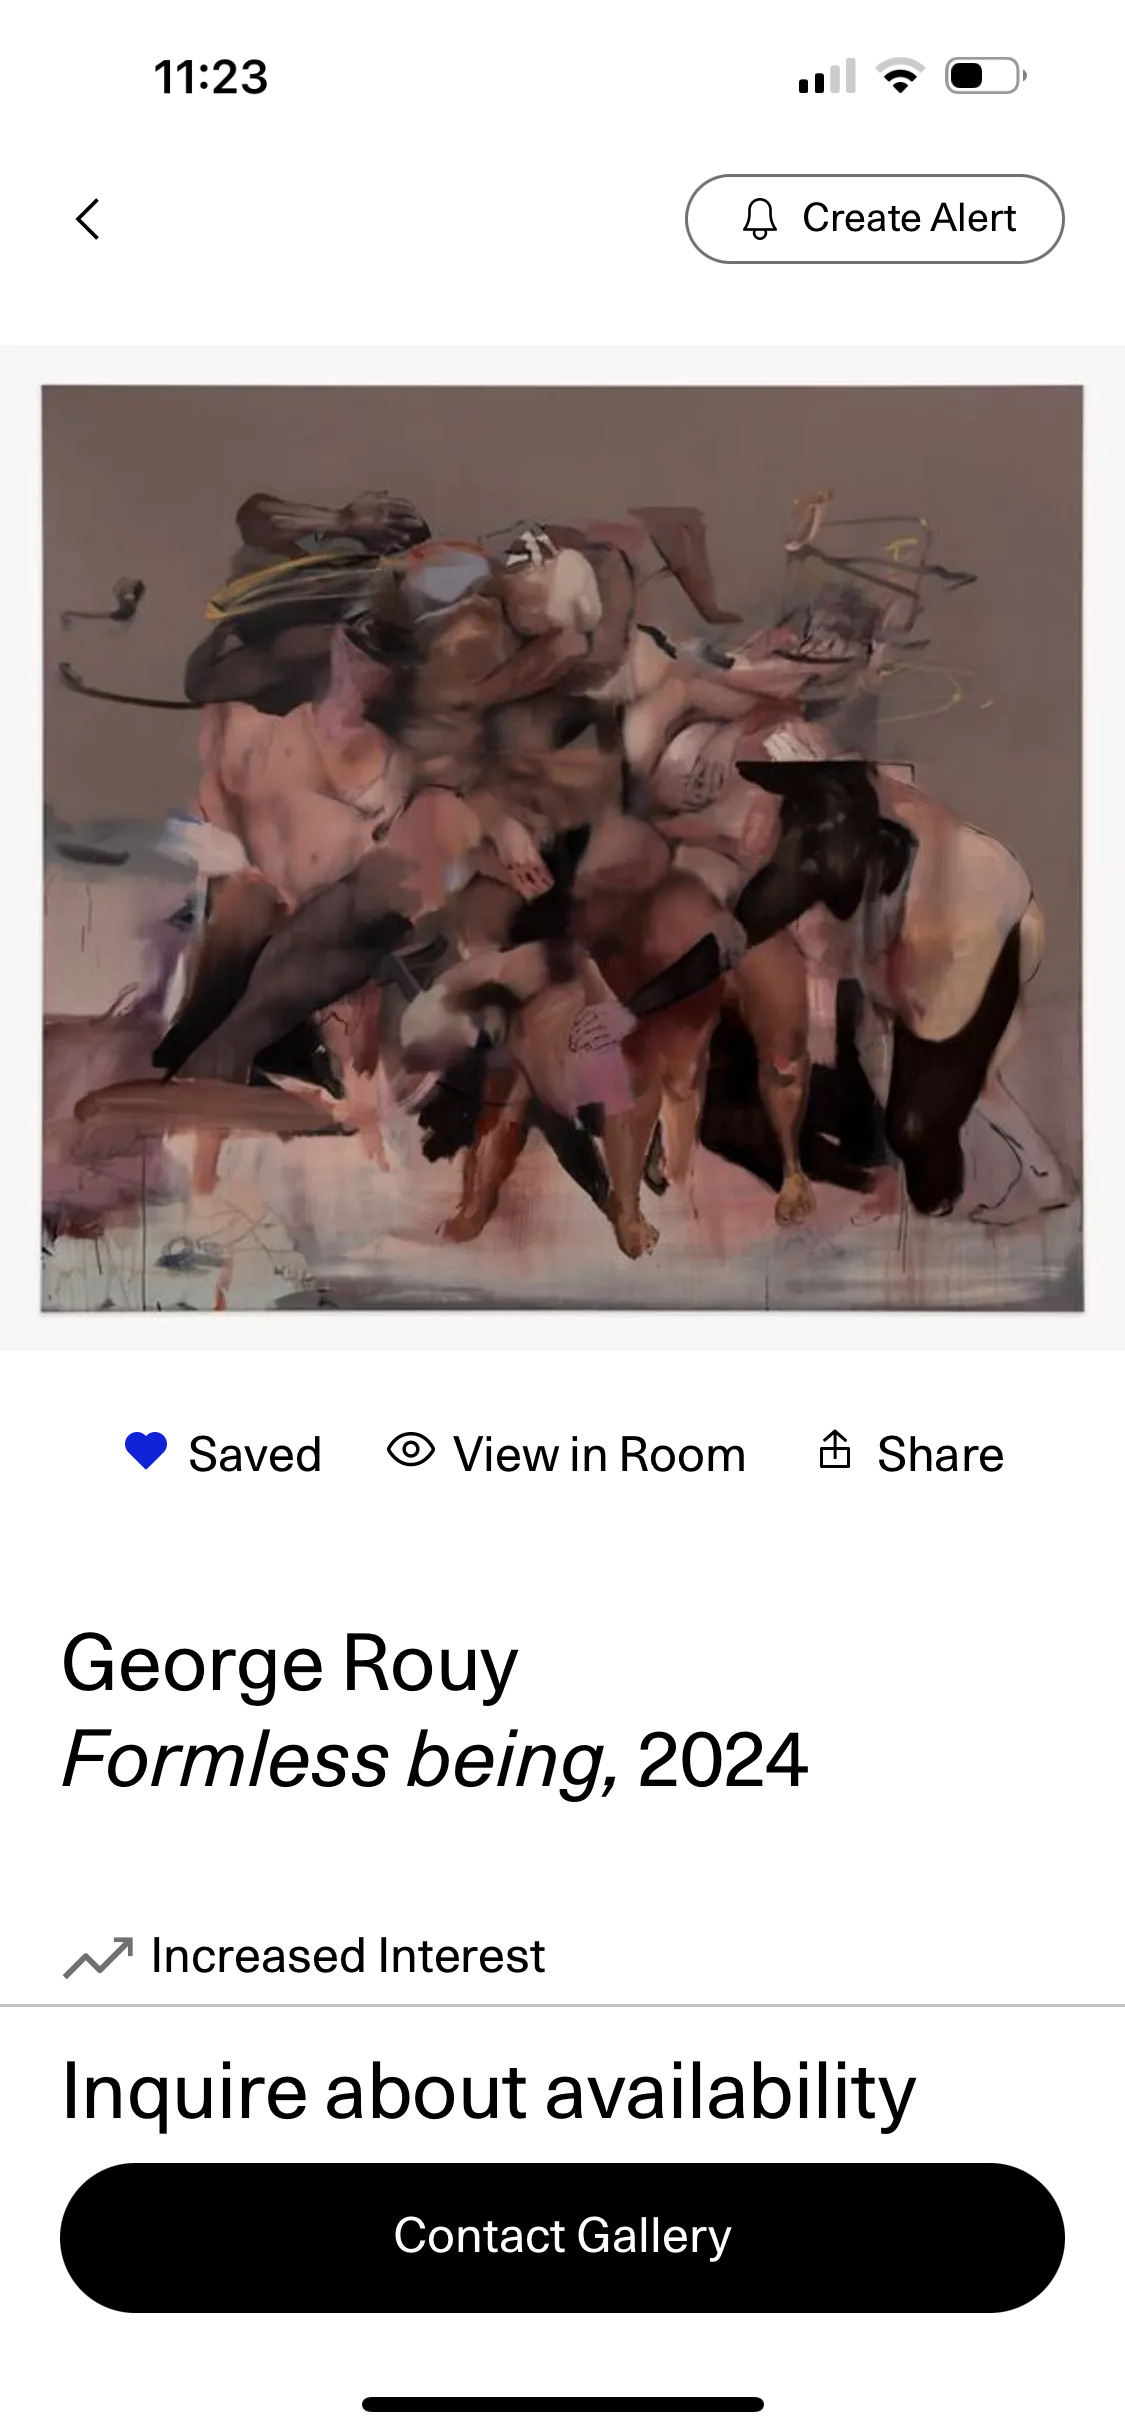 11:23
Create Alert
Saved
View in Room
Share
George Rouy
Formless being, 2024
Increased Interest
Inquire about availability
Contact Gallery